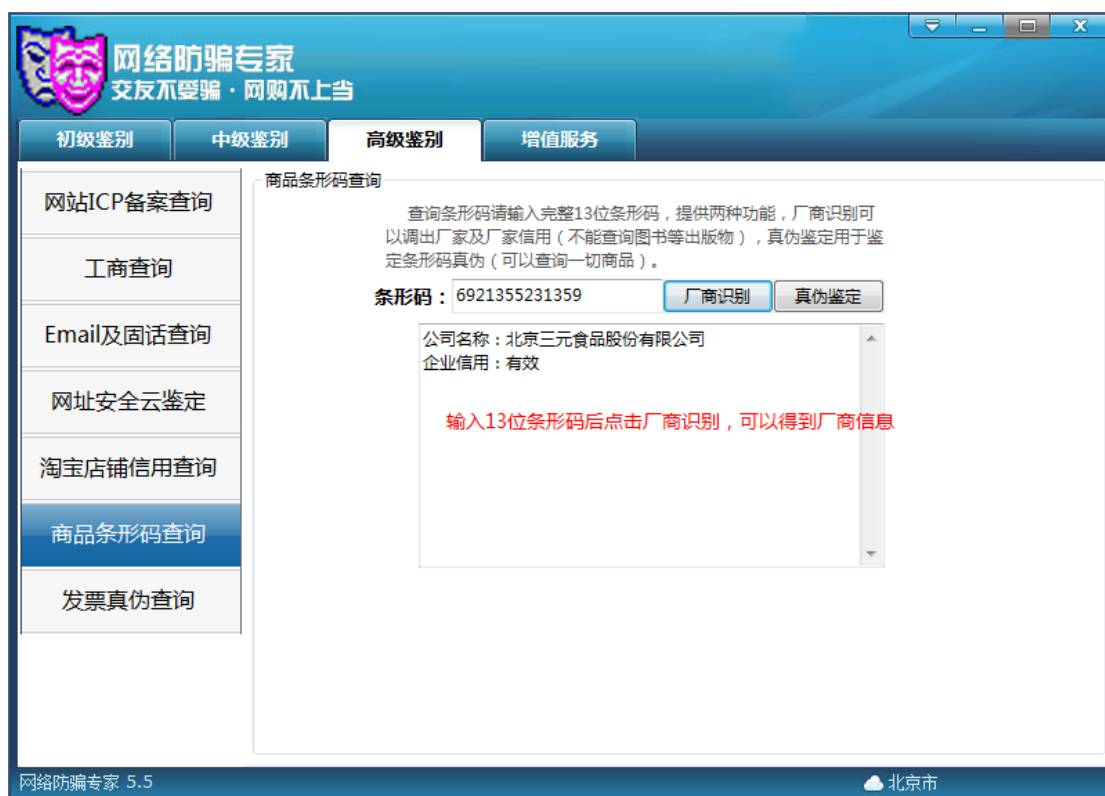 网络防骗专家
交友不受骗·网购不上当
初级鉴别
中级鉴别
高级鉴别
增值服务
网站ICP备案查询
工商查询
Email及固话查询
网址安全云鉴定
淘宝店铺信用查询
商品条形码查询
发票真伪查询
商品条形码查询
查询条形码请输入完整13位条形码，提供两种功能，厂商识别可
以调出厂家及厂家信用（不能查询图书等出版物），真伪鉴定用于鉴
定条形码真伪（可以查询一切商品）。
条形码：
6921355231359
厂商识别
真伪鉴定
公司名称：北京三元食品股份有限公司
企业信用：有效
输入13位条形码后点击厂商识别，可以得到厂商信息
网络防骗专家 5.5
北京市